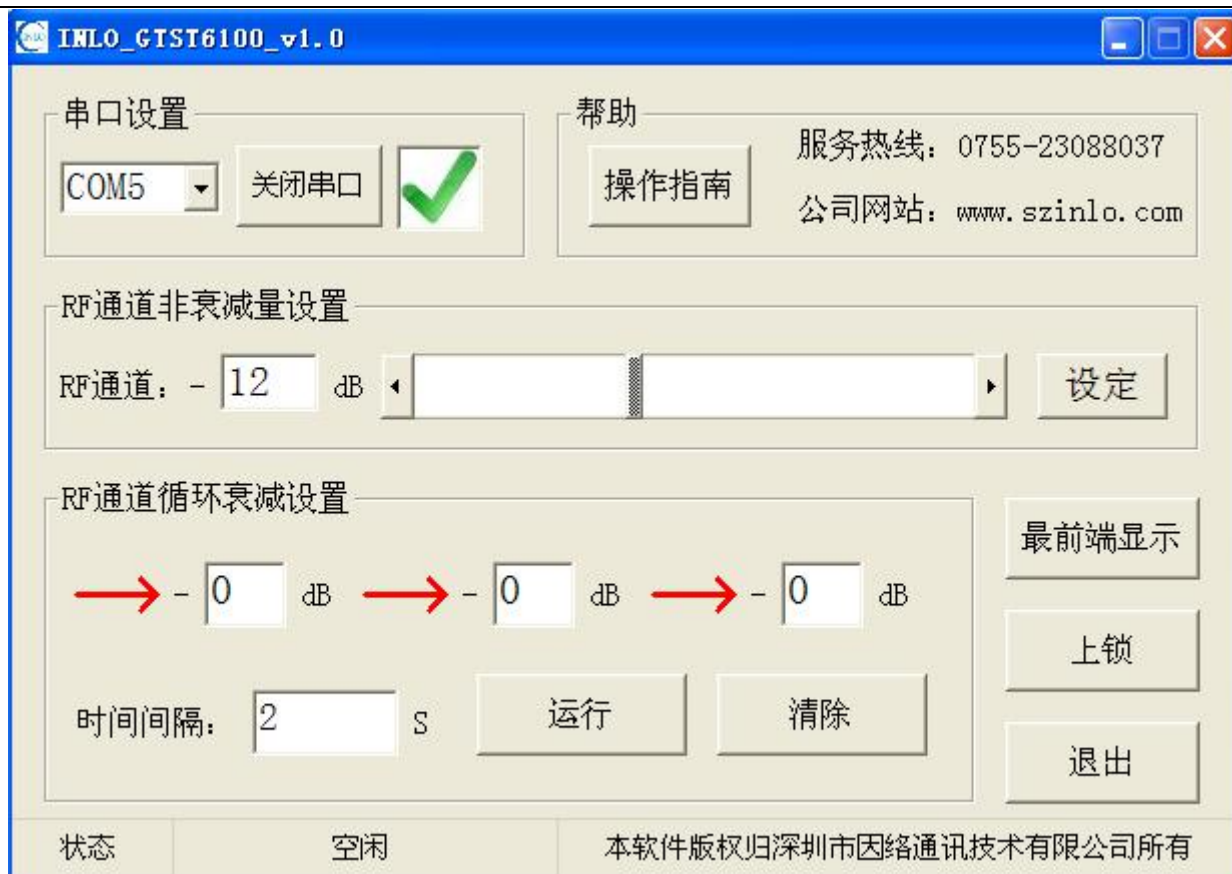 INLO_GTST6100_v1.0
串口设置
COM5
关闭串口
帮助
操作指南
服务热线：0755-23088037
公司网站：www.szinlo.com
RF通道非衰减量设置
RF通道：- 12 dB
设定
RF通道循环衰减设置
- 0 dB - 0 dB - 0 dB
时间间隔：2 S
运行
清除
最前端显示
上锁
退出
状态
空闲
本软件版权归深圳市因络通讯技术有限公司所有